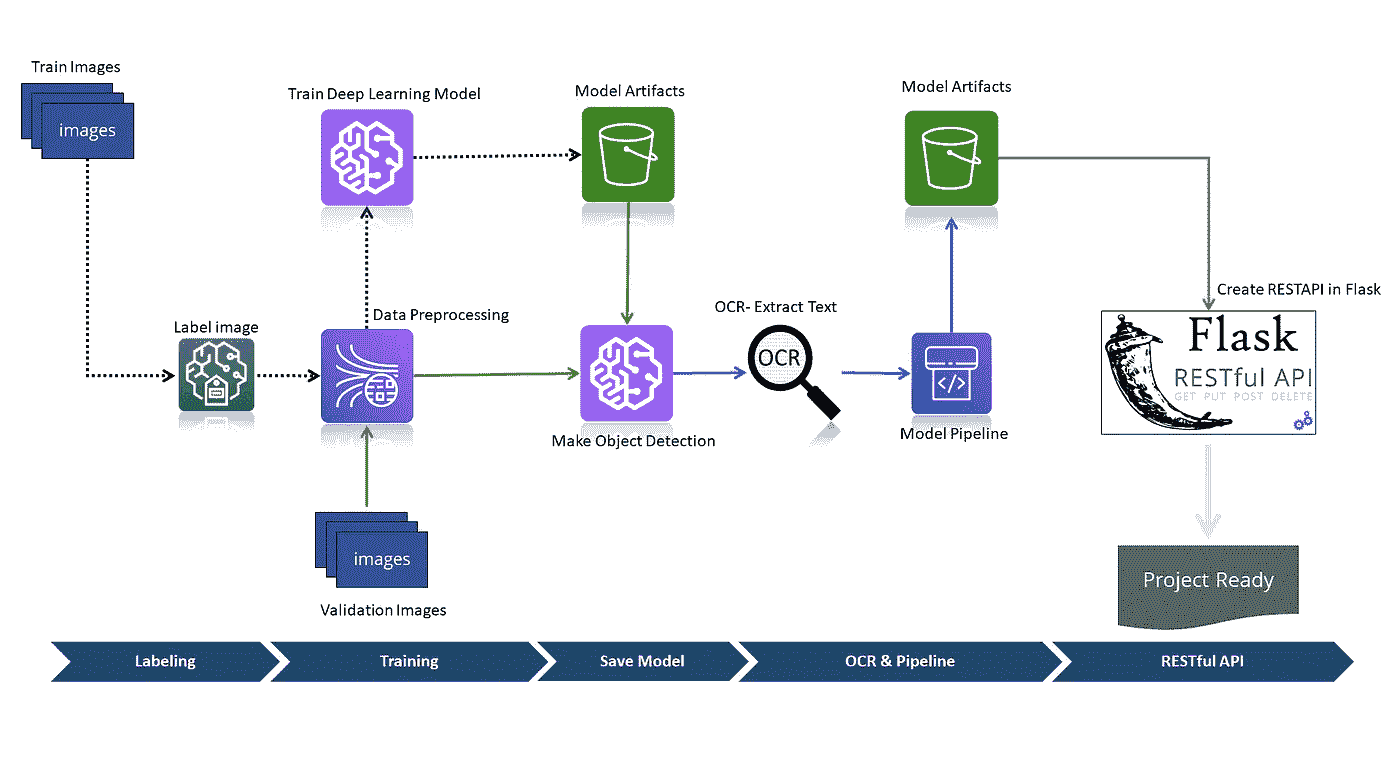 Train Images
images
Train Deep Learning Model
Model Artifacts
Model Artifacts
Label image
Data Preprocessing
OCR- Extract Text
OCR
Make Object Detection
Model Pipeline
Create RESTAPI in Flask
Flask
RESTful API
GET PUT POST DELETE
images
Validation Images
Project Ready
Labeling
Training
Save Model
OCR & Pipeline
RESTful API